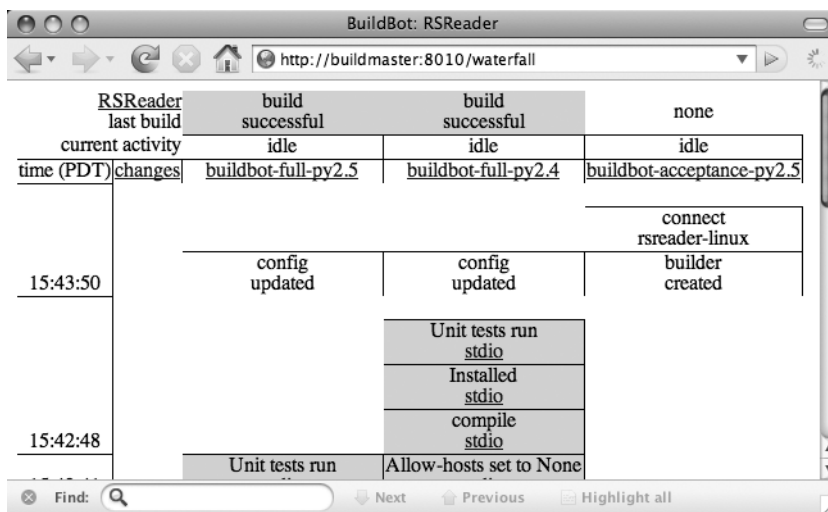 BuildBot: RSReader
http://buildmaster:8010/waterfall
RSReader build build
last build successful successful none
current activity idle idle idle
time (PDT) changes buildbot-full-py2.5 buildbot-full-py2.4 buildbot-acceptance-py2.5
connect
rsreader-linux
config config builder
15:43:50 updated updated created
Unit tests run
stdio
Installed
stdio
compile
15:42:48 stdio
Unit tests run Allow-hosts set to None
Find: Next Previous Highlight all